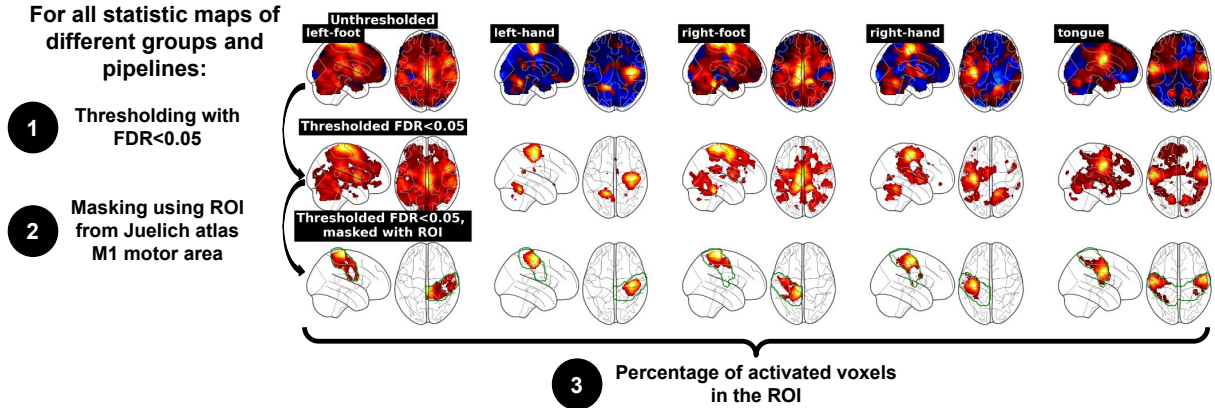 For all statistic maps of
different groups and
pipelines:
1
Thresholding with
FDR<0.05
2
Masking using ROI
from Juelich atlas
M1 motor area
Unthresholded
left-foot
left-hand
right-foot
right-hand
tongue
Thresholded FDR<0.05
Thresholded FDR<0.05,
masked with ROI
3
Percentage of activated voxels
in the ROI